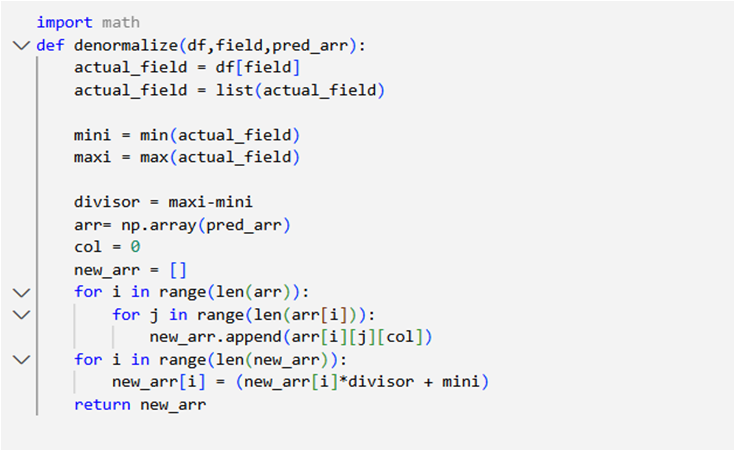 import math
def denormalize(df,field,pred_arr):
    actual_field = df[field]
    actual_field = list(actual_field)
    mini = min(actual_field)
    maxi = max(actual_field)
    divisor = maxi-mini
    arr= np.array(pred_arr)
    col = 0
    new_arr = []
    for i in range(len(arr)):
        for j in range(len(arr[i])):
            new_arr.append(arr[i][j][col])
    for i in range(len(new_arr)):
        new_arr[i] = (new_arr[i]*divisor + mini)
    return new_arr